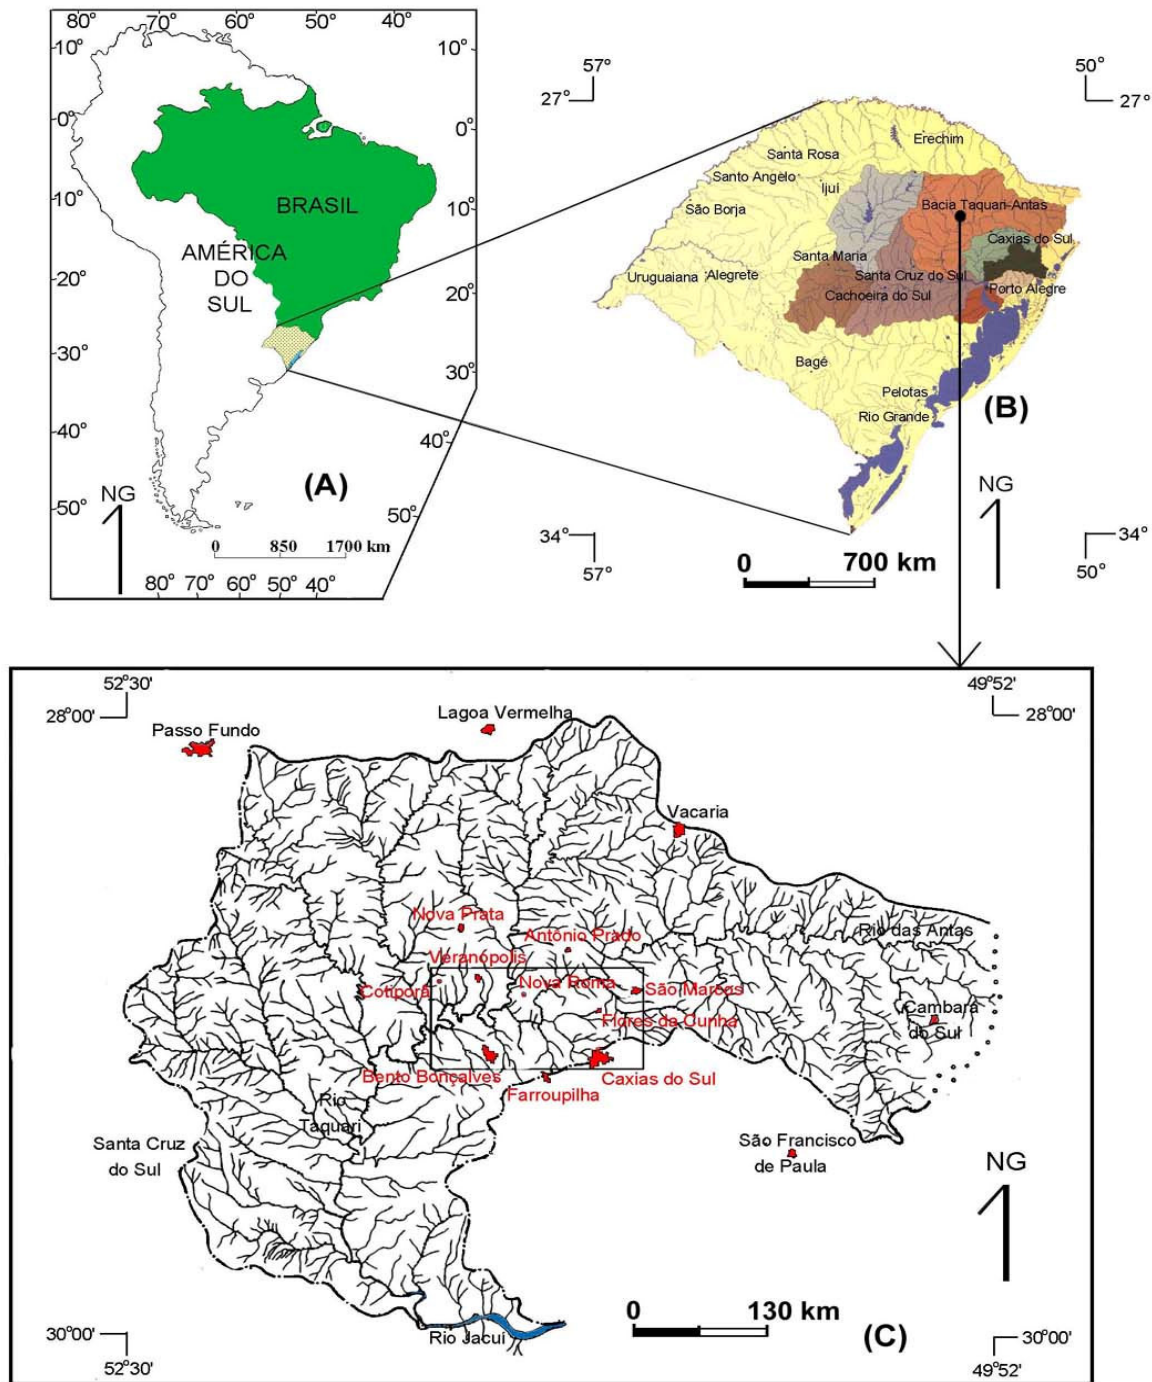 80° 70° 60° 50° 40°
10° 10°
0° 0°
10° 10°
20° 20°
30° 30°
40° 40°
50° 50°
BRASIL
AMÉRICA
DO
SUL
(A)
NG
0 850 1700 km
80° 70° 60° 50° 40°
57° 50°
27° 27°
Erechim
Santa Rosa
Santo Angelo
Ijuí
São Borja
Bacia Taquari-Antas
Caxias do Sul
Santa Maria
Uruguaiana Alegrete
Santa Cruz do Sul
Porto Alegre
Cachoeira do Sul
Bagé
Pelotas
Rio Grande
(B)
NG
34° 34°
57° 50°
0 700 km
52°30' 49°52'
28°00' 28°00'
Passo Fundo
Lagoa Vermelha
Vacaria
Nova Prata
Antônio Prado
Rio das Antas
Veranópolis
Cotiporã
Nova Roma
São Marcos
Flores da Cunha
Cambará
do Sul
Bento Bonçalves
Caxias do Sul
Farroupilha
Rio
Taquari
Santa Cruz
do Sul
São Francisco
de Paula
NG
0 130 km
Rio Jacuí
(C)
30°00' 30°00'
52°30' 49°52'